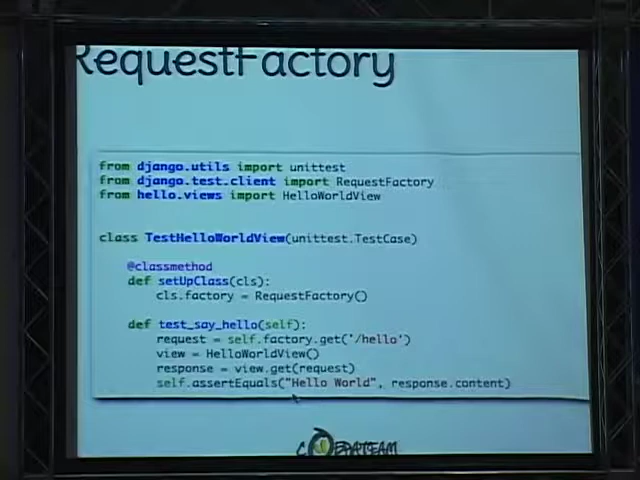 RequestFactory
from django.utils import unittest
from django.test.client import RequestFactory
from hello.views import HelloWorldView
class TestHelloWorldView(unittest.TestCase)
@classmethod
def setUpClass(cls):
cls.factory = RequestFactory()
def test_say_hello(self):
request = self.factory.get('/hello')
view = HelloWorldView()
response = view.get(request)
self.assertEquals("Hello World", response.content)